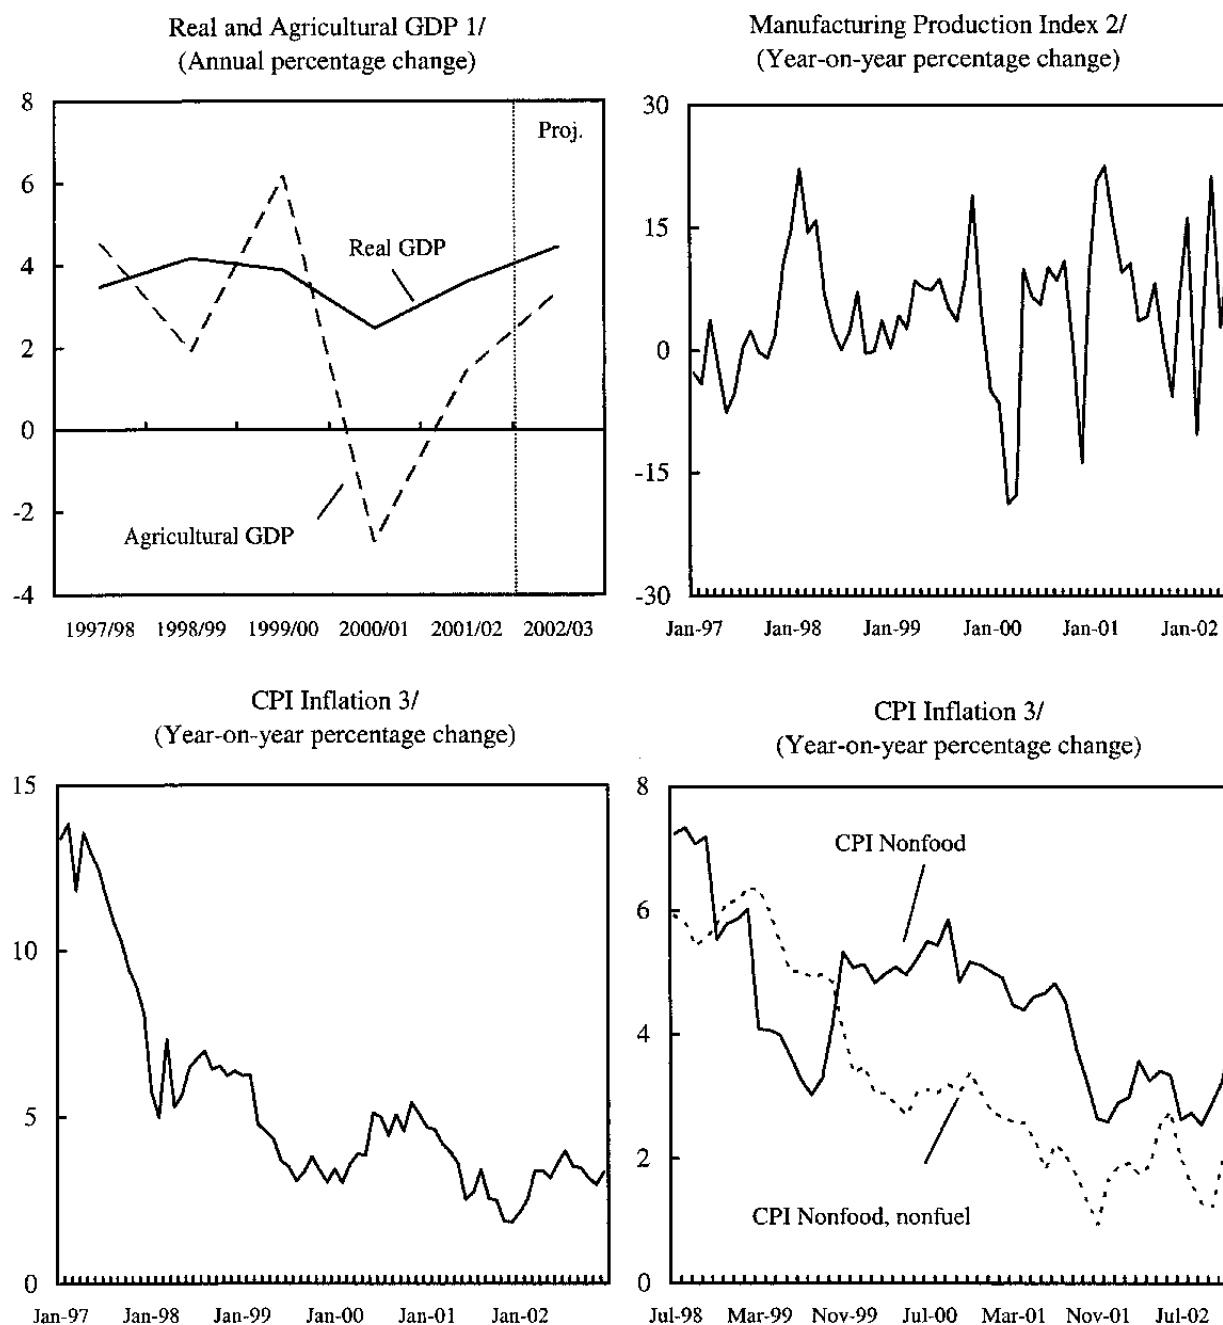 Real and Agricultural GDP 1/
(Annual percentage change)
8
6
4
2
0
-2
-4
Proj.
Real GDP
Agricultural GDP
1997/98 1998/99 1999/00 2000/01 2001/02 2002/03
Manufacturing Production Index 2/
(Year-on-year percentage change)
30
15
0
-15
-30
Jan-97 Jan-98 Jan-99 Jan-00 Jan-01 Jan-02
CPI Inflation 3/
(Year-on-year percentage change)
15
10
5
0
Jan-97 Jan-98 Jan-99 Jan-00 Jan-01 Jan-02
CPI Inflation 3/
(Year-on-year percentage change)
8
6
4
2
0
CPI Nonfood
CPI Nonfood, nonfuel
Jul-98 Mar-99 Nov-99 Jul-00 Mar-01 Nov-01 Jul-02